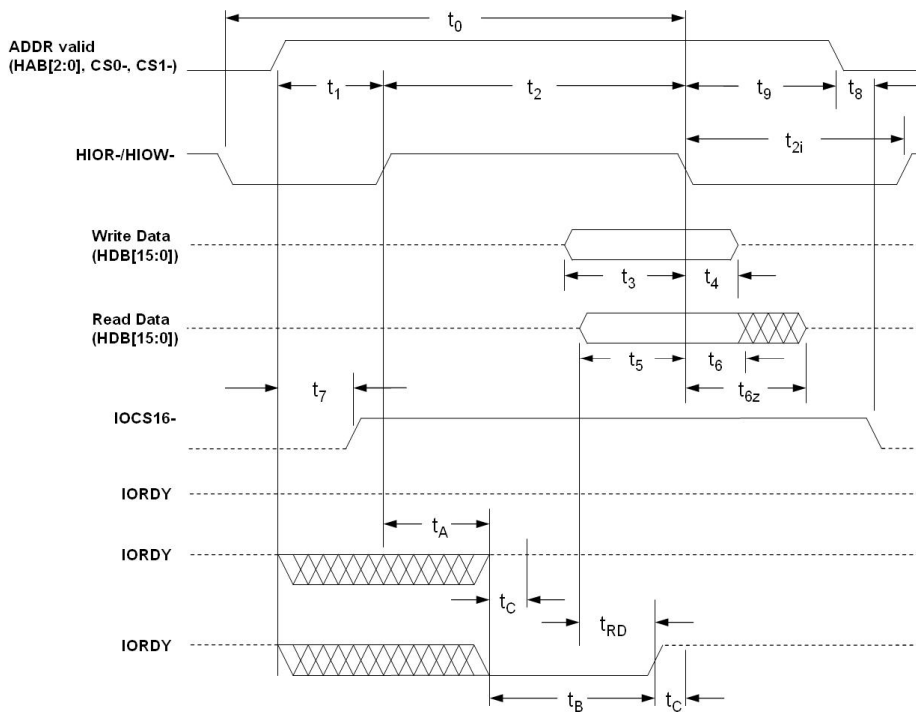 t0
ADDR valid
(HAB[2:0], CS0-, CS1-)
t1
t2
t9
t8
HIOR-/HIOW-
t2i
Write Data
(HDB[15:0])
t3
t4
Read Data
(HDB[15:0])
t5
t6
t6z
t7
IOCS16-
IORDY
tA
IORDY
tC
tRD
IORDY
tB
tC